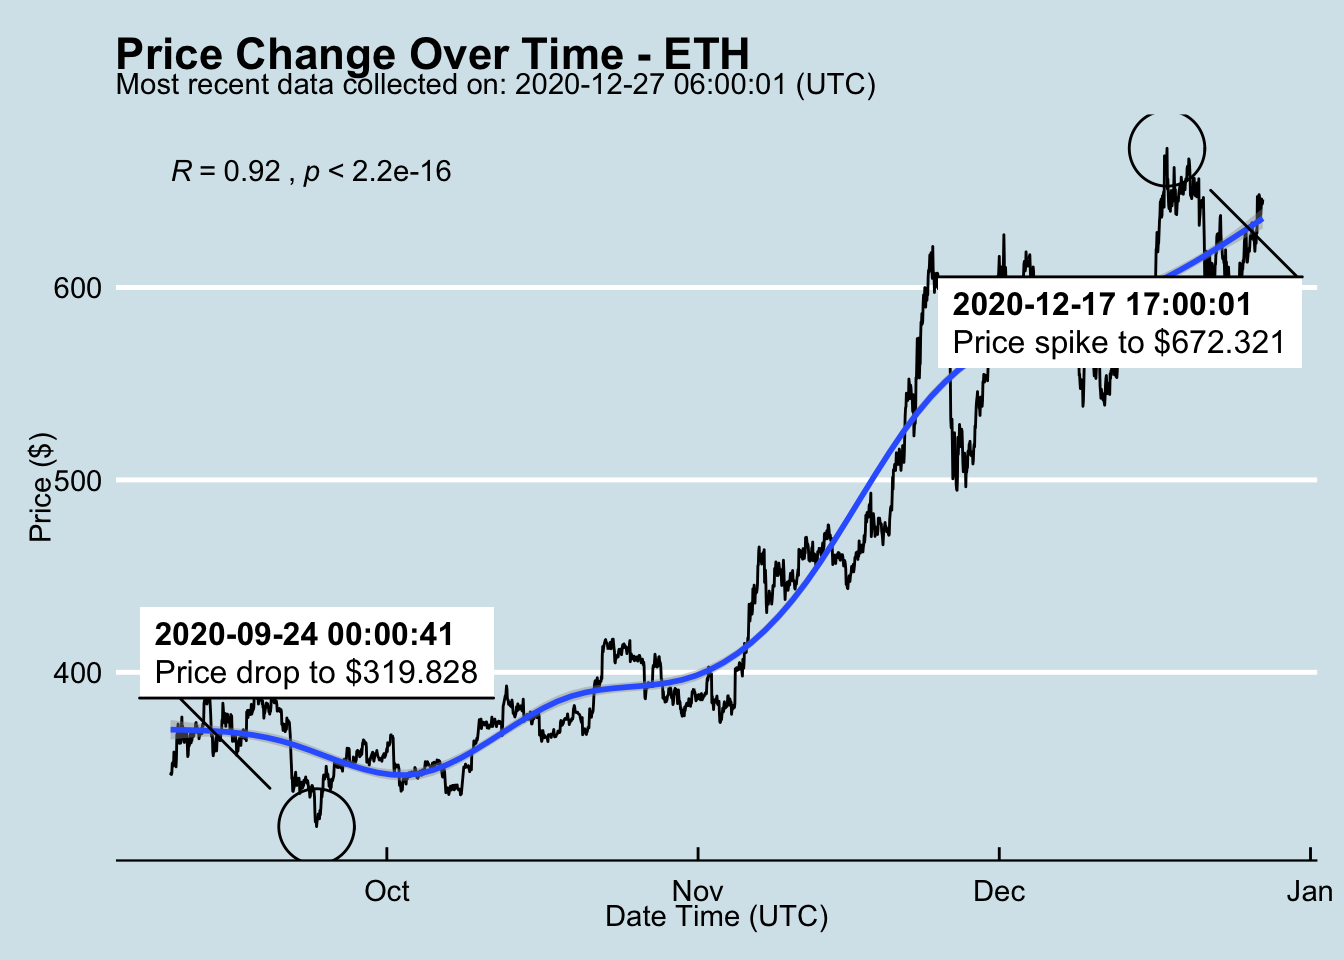 Price Change Over Time - ETH
Most recent data collected on: 2020-12-27 06:00:01 (UTC)
R = 0.92 , p < 2.2e-16
600
2020-12-17 17:00:01
Price spike to $672.321
Price ($)
500
2020-09-24 00:00:41
Price drop to $319.828
400
Oct
Nov
Dec
Jan
Date Time (UTC)